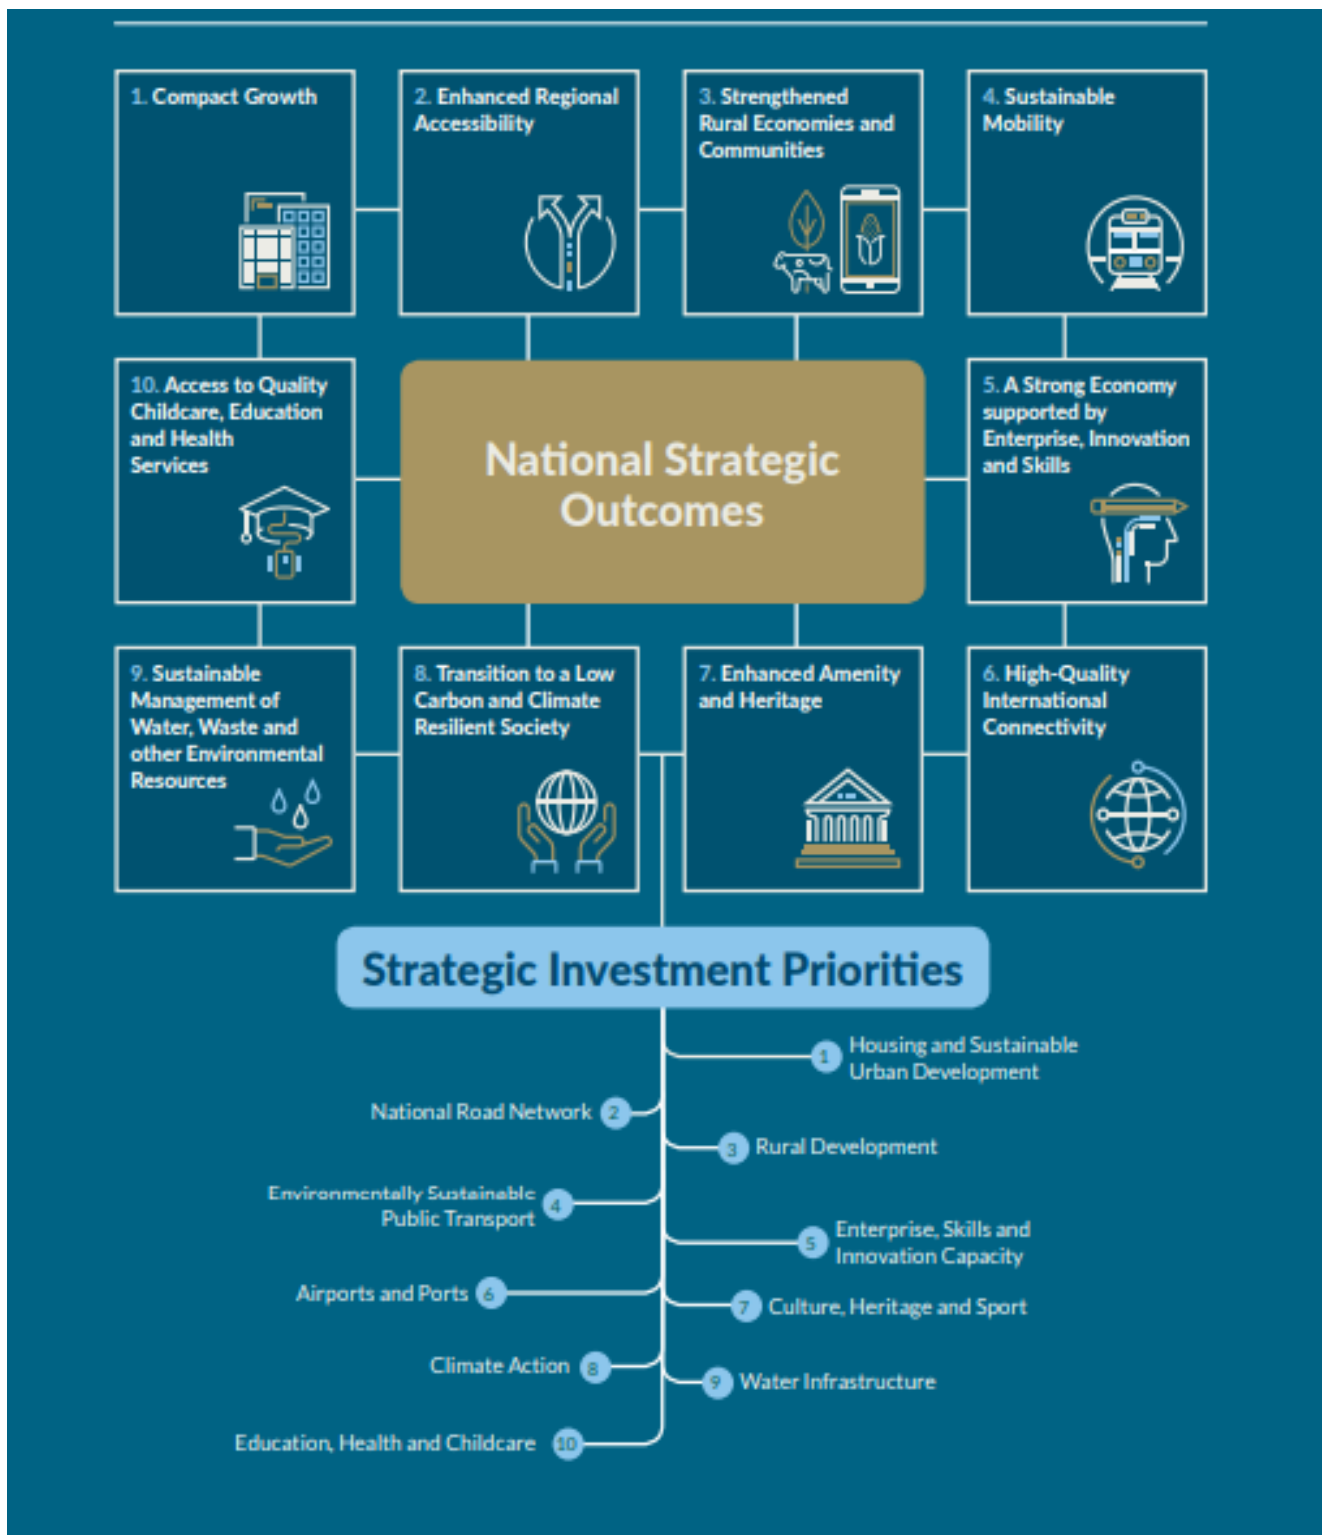 1. Compact Growth
2. Enhanced Regional
Accessibility
3. Strengthened
Rural Economies and
Communities
4. Sustainable
Mobility
10. Access to Quality
Childcare, Education
and Health
Services
National Strategic
Outcomes
5. A Strong Economy
supported by
Enterprise, Innovation
and Skills
9. Sustainable
Management of
Water, Waste and
other Environmental
Resources
8. Transition to a Low
Carbon and Climate
Resilient Society
7. Enhanced Amenity
and Heritage
6. High-Quality
International
Connectivity
Strategic Investment Priorities
1 Housing and Sustainable
Urban Development
National Road Network 2
3 Rural Development
Environmentally Sustainable
Public Transport 4
5 Enterprise, Skills and
Innovation Capacity
Airports and Ports 6
7 Culture, Heritage and Sport
Climate Action 8
9 Water Infrastructure
Education, Health and Childcare 10